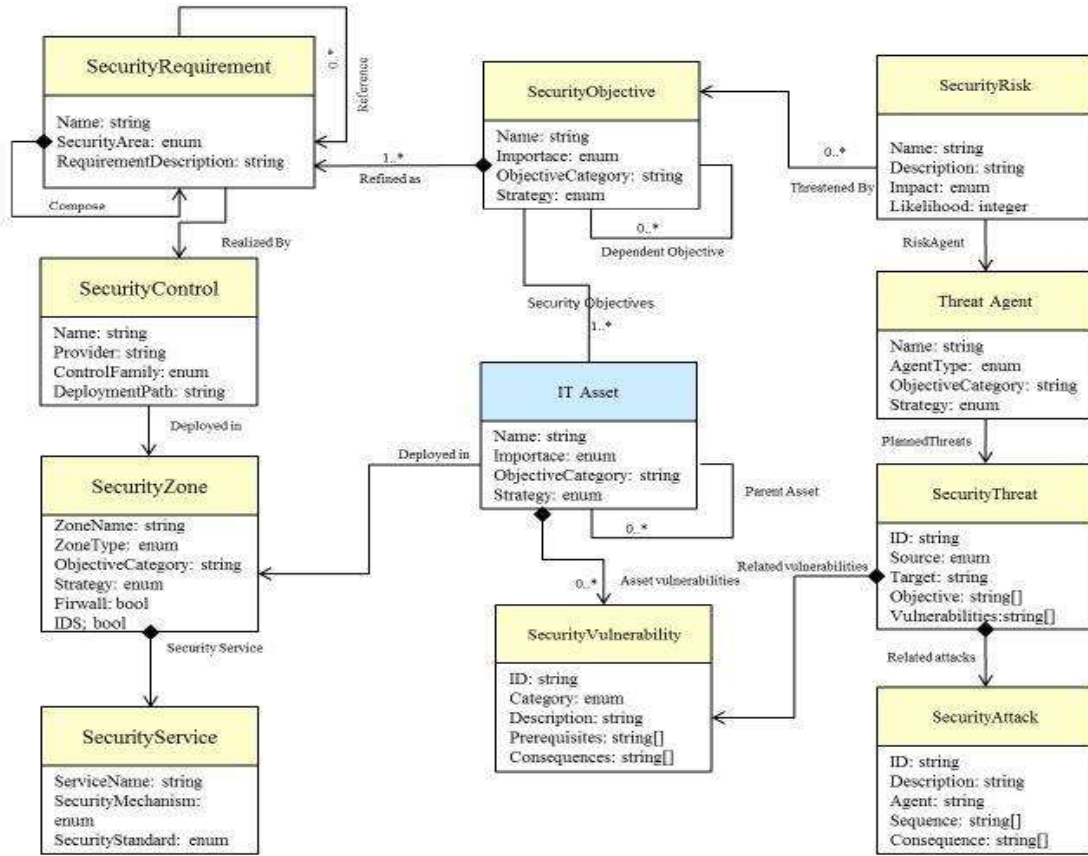 SecurityRequirement
Name: string
SecurityArea: enum
RequirementDescription: string
0..*
Reference
Compose
1..*
Refined as
SecurityObjective
Name: string
Importace: enum
ObjectiveCategory: string
Strategy: enum
0..*
Dependent Objective
0..*
Threatened By
SecurityRisk
Name: string
Description: string
Impact: enum
Likelihood: integer
RiskAgent
Realized By
SecurityControl
Name: string
Provider: string
ControlFamily: enum
DeploymentPath: string
Deployed in
Security Objectives
1..*
IT Asset
Name: string
Importace: enum
ObjectiveCategory: string
Strategy: enum
Deployed in
Parent Asset
0..*
Threat Agent
Name: string
AgentType: enum
ObjectiveCategory: string
Strategy: enum
PlannedThreats
SecurityZone
ZoneName: string
ZoneType: enum
ObjectiveCategory: string
Strategy: enum
Firwall: bool
IDS; bool
Security Service
0..*
Asset vulnerabilities
Related vulnerabilities
SecurityThreat
ID: string
Source: enum
Target: string
Objective: string[]
Vulnerabilities:string[]
Related attacks
SecurityService
ServiceName: string
SecurityMechanism:
enum
SecurityStandard: enum
SecurityVulnerability
ID: string
Category: enum
Description: string
Prerequisites: string[]
Consequences: string[]
SecurityAttack
ID: string
Description: string
Agent: string
Sequence: string[]
Consequence: string[]